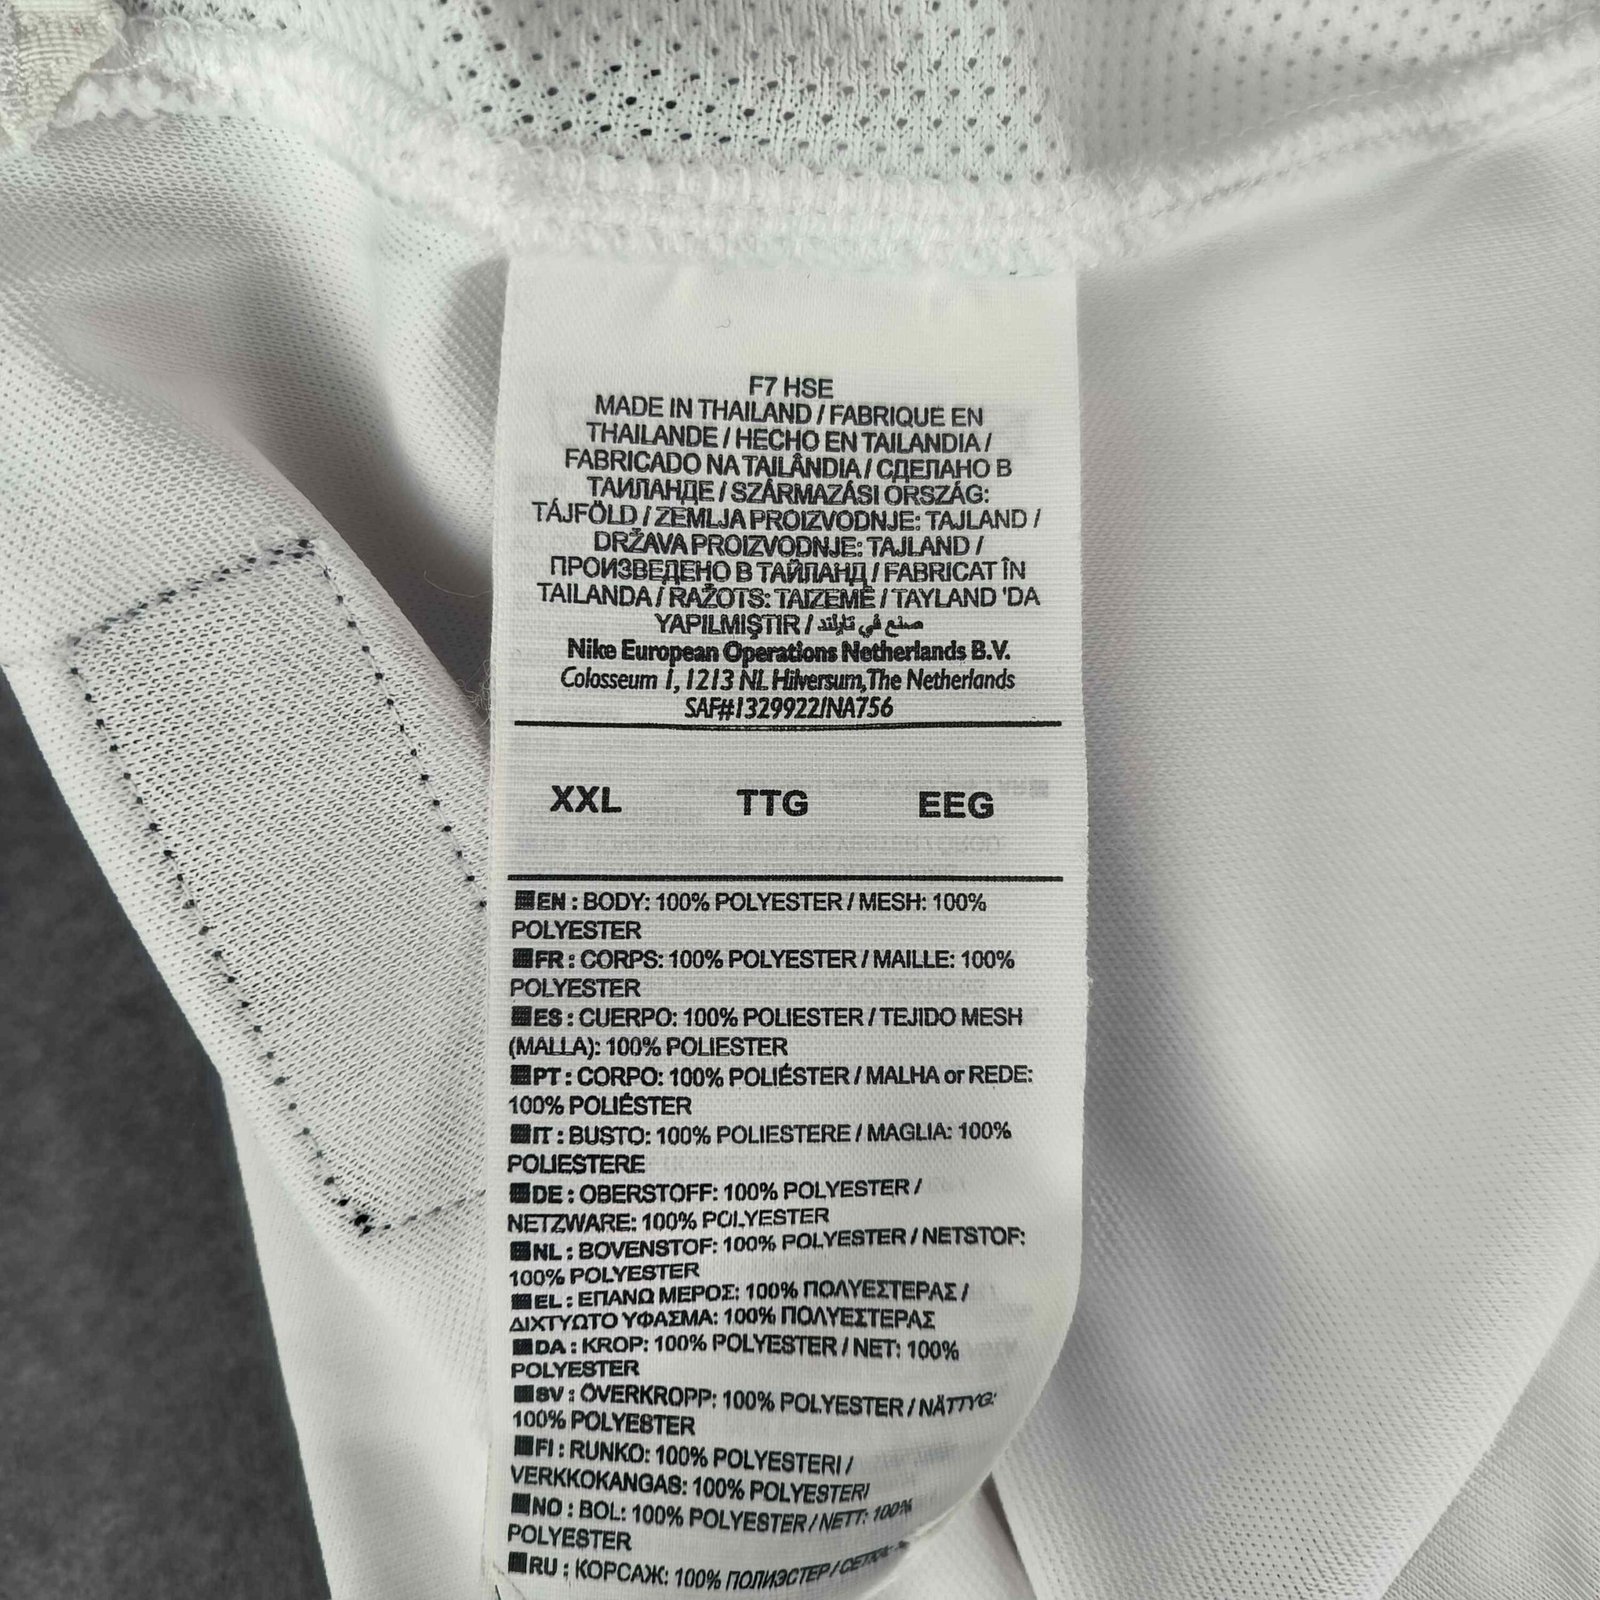 F7 HSE
MADE IN THAILAND / FABRIQUE EN
THAILANDE / HECHO EN TAILANDIA /
FABRICADO NA TAILÂNDIA / СДЕЛАНО В
ТАИЛАНДЕ / SZÁRMAZÁSI ORSZÁG:
TÁJFÖLD / ZEMLJA PROIZVODNJE: TAJLAND /
DRŽAVA PROIZVODNJE: TAJLAND /
ПРОИЗВЕДЕНО В ТАЙЛАНД / FABRICAT ÎN
TAILANDA / RAŽOTS: TAIZEMĒ / TAYLAND 'DA
YAPILMIŞTIR / صنع في تايلند
Nike European Operations Netherlands B.V.
Colosseum 1, 1213 NL Hilversum, The Netherlands
SAF#1329922/NA756
XXL TTG EEG
EN : BODY: 100% POLYESTER / MESH: 100%
POLYESTER
FR : CORPS: 100% POLYESTER / MAILLE: 100%
POLYESTER
ES : CUERPO: 100% POLIESTER / TEJIDO MESH
(MALLA): 100% POLIESTER
PT : CORPO: 100% POLIÉSTER / MALHA or REDE:
100% POLIÉSTER
IT : BUSTO: 100% POLIESTERE / MAGLIA: 100%
POLIESTERE
DE : OBERSTOFF: 100% POLYESTER /
NETZWARE: 100% POLYESTER
NL : BOVENSTOF: 100% POLYESTER / NETSTOF:
100% POLYESTER
EL : ΕΠΑΝΩ ΜΕΡΟΣ: 100% ΠΟΛΥΕΣΤΕΡΑΣ /
ΔΙΧΤΥΩΤΟ ΥΦΑΣΜΑ: 100% ΠΟΛΥΕΣΤΕΡΑΣ
DA : KROP: 100% POLYESTER / NET: 100%
POLYESTER
SV : ÖVERKROPP: 100% POLYESTER / NÄTTYG:
100% POLYESTER
FI : RUNKO: 100% POLYESTERI /
VERKKOKANGAS: 100% POLYESTERI
NO : BOL: 100% POLYESTER / NETT: 100%
POLYESTER
RU : КОРСАЖ: 100% ПОЛИЭСТЕР /